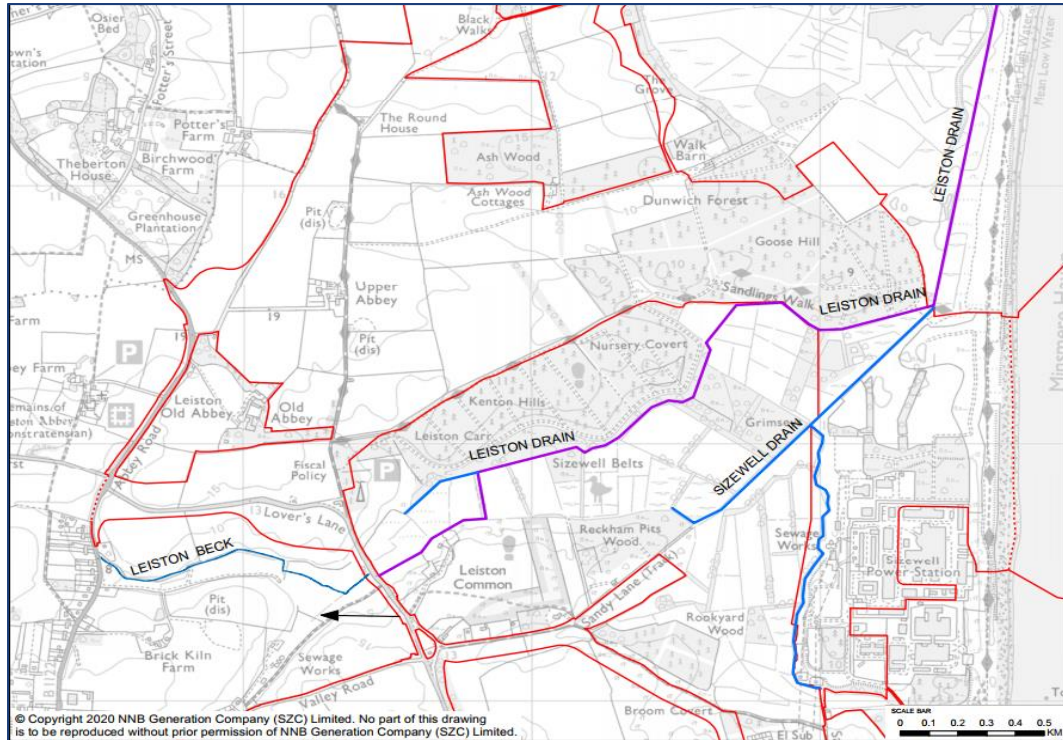 Osier
Bed
Black
Walks
Potter's Street
The Round
House
The
Grove
Potter's
Farm
Birchwood
Farm
Theberton
House
Ash Wood
Walk
Barn
Ash Wood
Cottages
Dunwich Forest
Greenhouse
Plantation
Pit
(dis)
MS
Goose Hill
LEISTON DRAIN
Mean Low Water
Upper
Abbey
Sandlings Walk
LEISTON DRAIN
Pit
(dis)
Nursery Covert
P
Leiston
Old Abbey
Old
Abbey
Kenton Hills
Abbey Road
Leiston Carr
LEISTON DRAIN
Sizewell Belts
SIZEWELL DRAIN
Fiscal
Policy
P
Lover's Lane
Reckham Pits
Wood
Sewage
Works
Sizewell
Power Station
LEISTON BECK
Leiston
Common
Sandy Lane (Track)
Pit
(dis)
Rookyard
Wood
Brick Kiln
Farm
Sewage
Works
Valley Road
B1122
Broom Covert
El Sub
© Copyright 2020 NNB Generation Company (SZC) Limited. No part of this drawing
is to be reproduced without prior permission of NNB Generation Company (SZC) Limited.
SCALE BAR
0 0.1 0.2 0.3 0.4 0.5